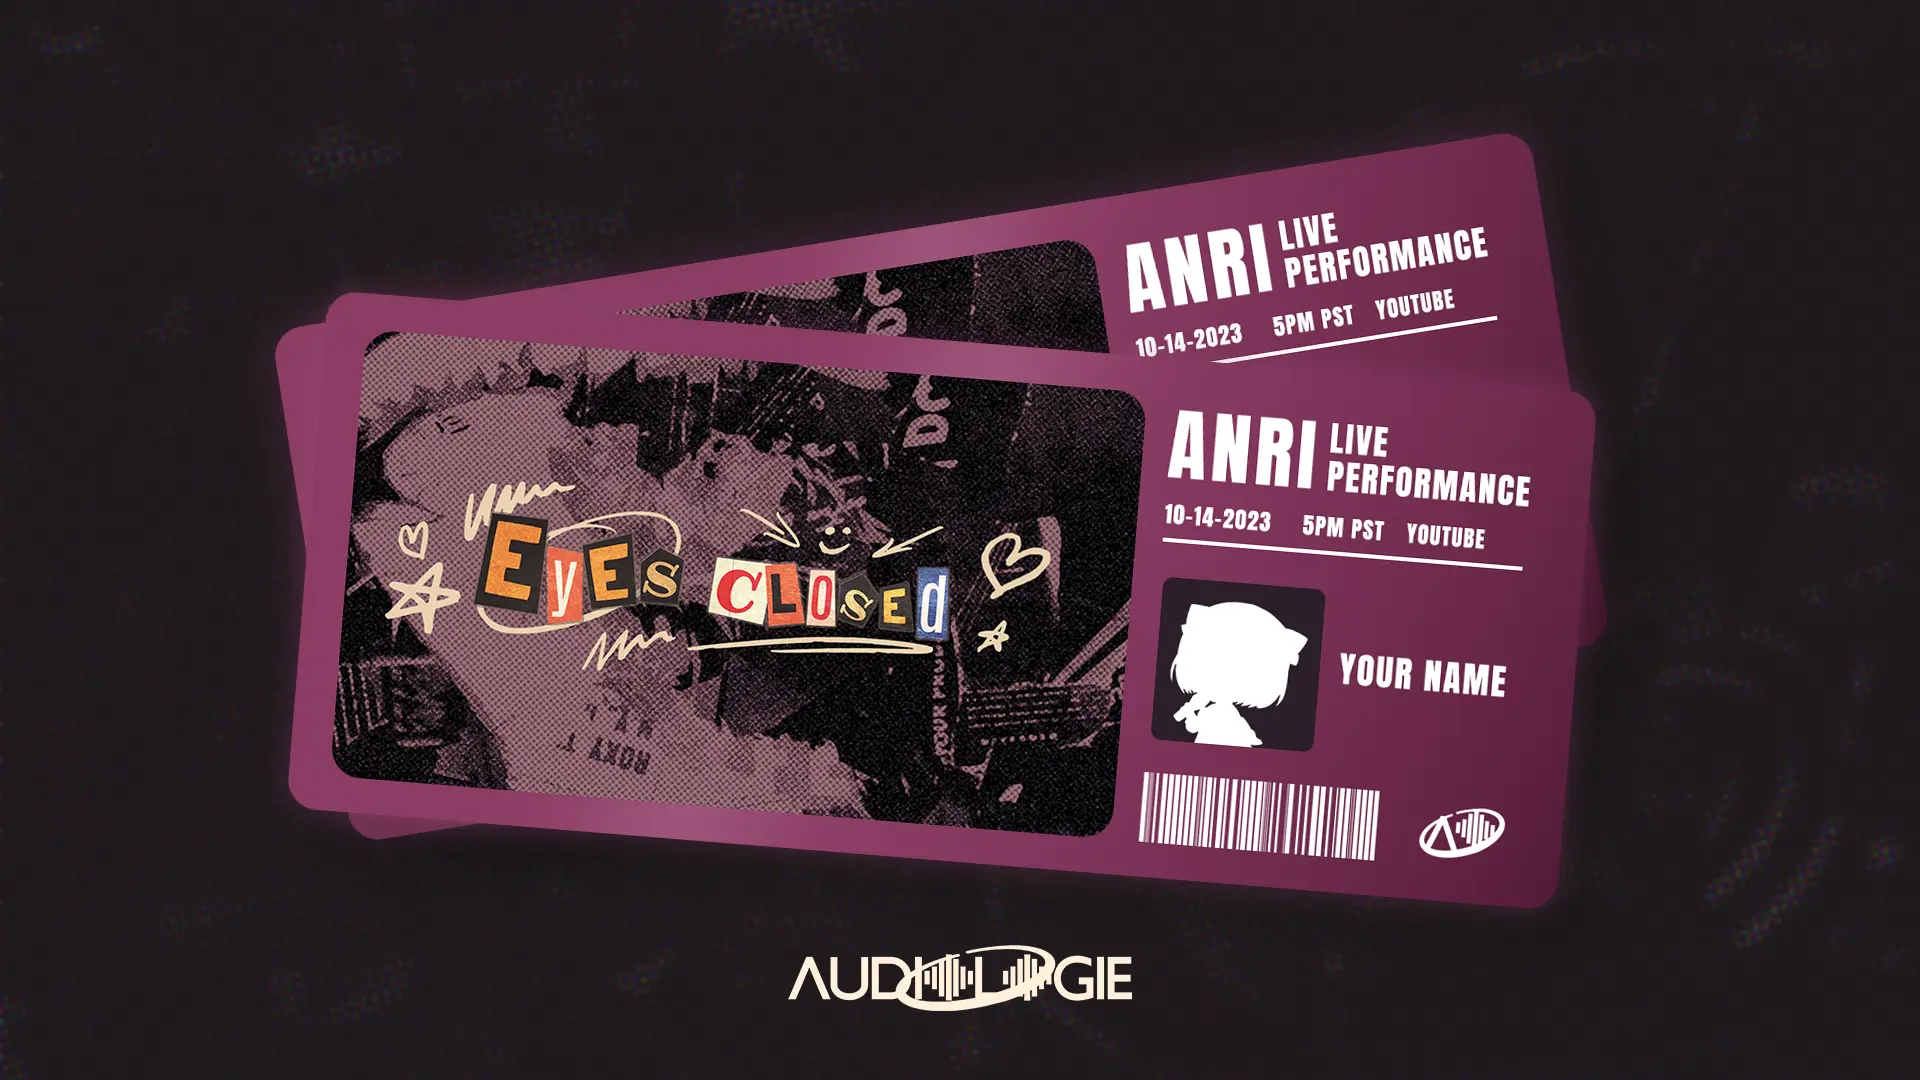 ANRI LIVE
PERFORMANCE
10-14-2023 5PM PST YOUTUBE
EYES CLOSEd
ANRI LIVE
PERFORMANCE
10-14-2023 5PM PST YOUTUBE
YOUR NAME
ROXY T
AUDIOLOGIE